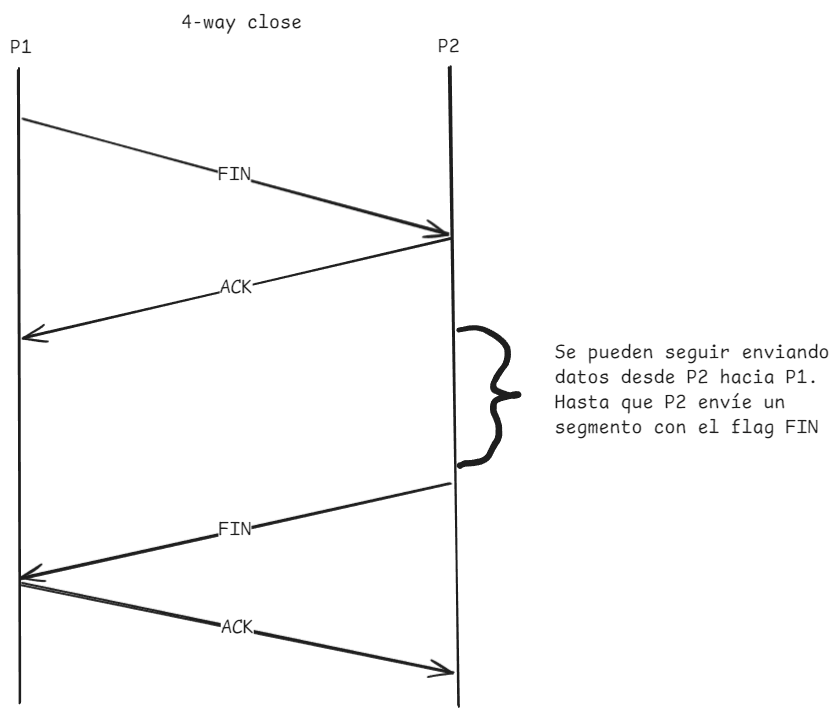 4-way close
P1
P2
FIN
ACK
Se pueden seguir enviando
datos desde P2 hacia P1.
Hasta que P2 envíe un
segmento con el flag FIN
FIN
ACK